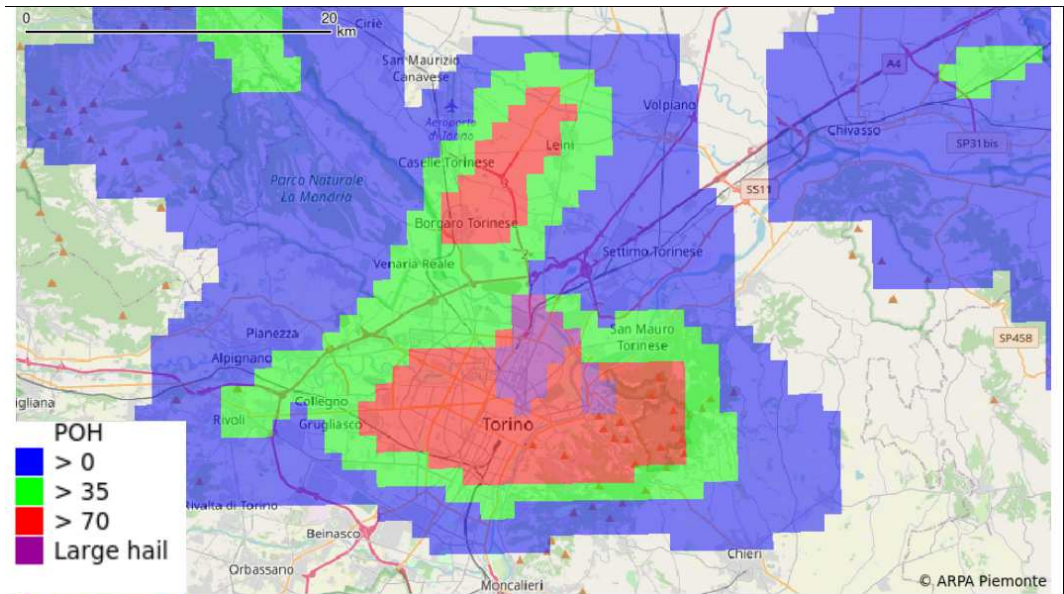 0 20
km
Ciriè
San Maurizio
Canavese
A4
Volpiano
Aeroporto
di Torino
Chivasso
SP31bis
Leini
Caselle Torinese
Parco Naturale
La Mandria
SS11
Borgaro Torinese
Settimo Torinese
Venaria Reale
Pianezza
San Mauro
Torinese
SP458
Alpignano
igliana
Collegno
Rivoli
Grugliasco
Torino
POH
> 0
> 35
> 70
Large hail
Rivalta di Torino
Beinasco
Chieri
Orbassano
Moncalieri
© ARPA Piemonte